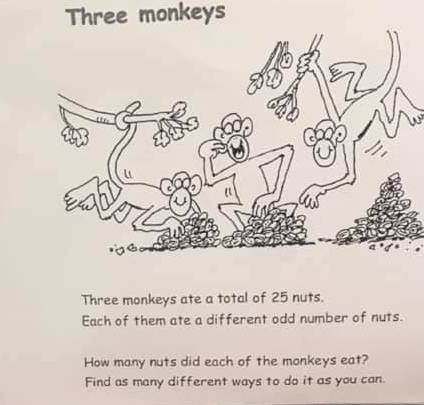 Three monkeys
Three monkeys ate a total of 25 nuts.
Each of them ate a different odd number of nuts.
How many nuts did each of the monkeys eat?
Find as many different ways to do it as you can.